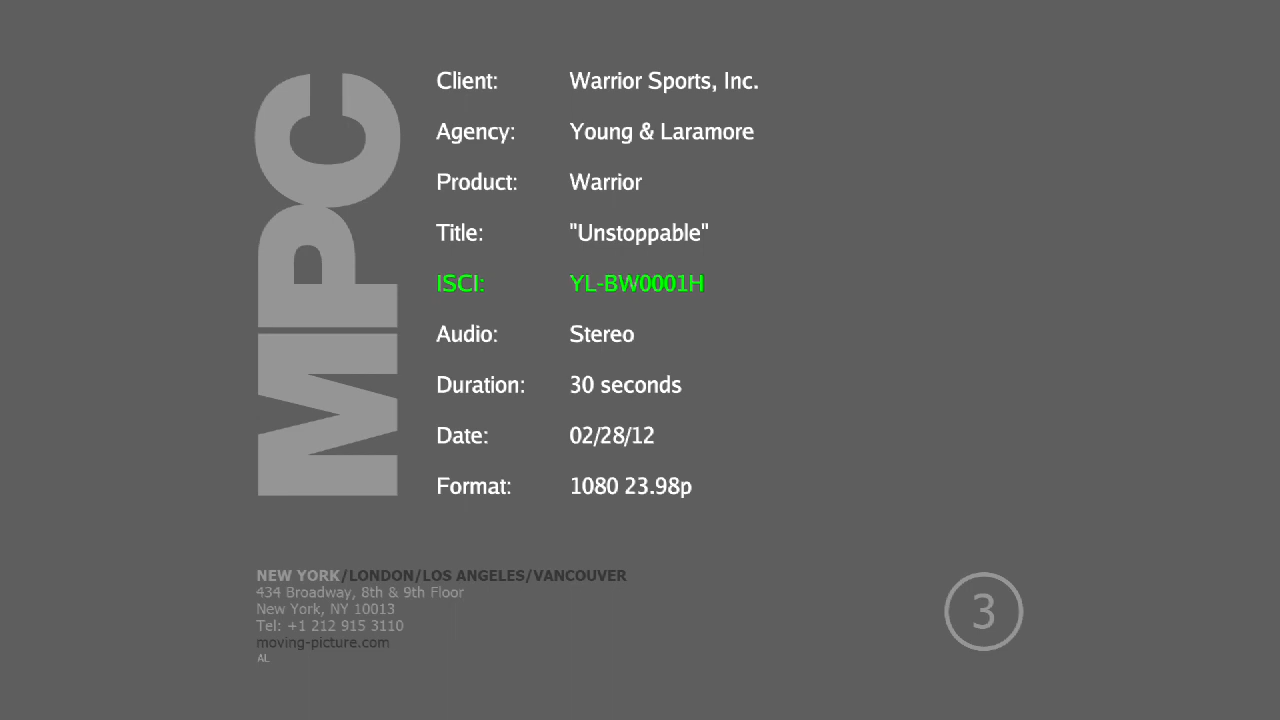 MPC
Client: Warrior Sports, Inc.
Agency: Young & Laramore
Product: Warrior
Title: "Unstoppable"
ISCI: YL-BW0001H
Audio: Stereo
Duration: 30 seconds
Date: 02/28/12
Format: 1080 23.98p
NEW YORK/LONDON/LOS ANGELES/VANCOUVER
434 Broadway, 8th & 9th Floor
New York, NY 10013
Tel: +1 212 915 3110
moving-picture.com
AL
3